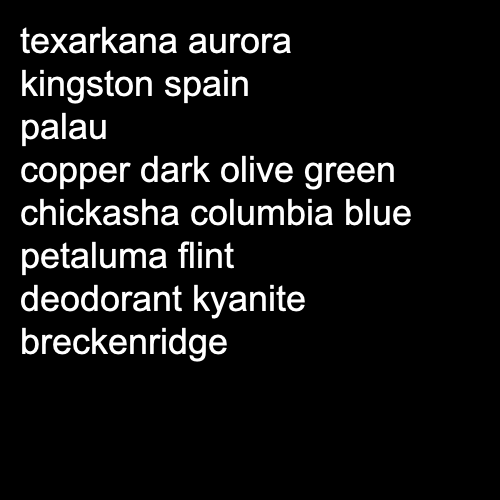 texarkana aurora
kingston spain
palau
copper dark olive green
chickasha columbia blue
petaluma flint
deodorant kyanite
breckenridge